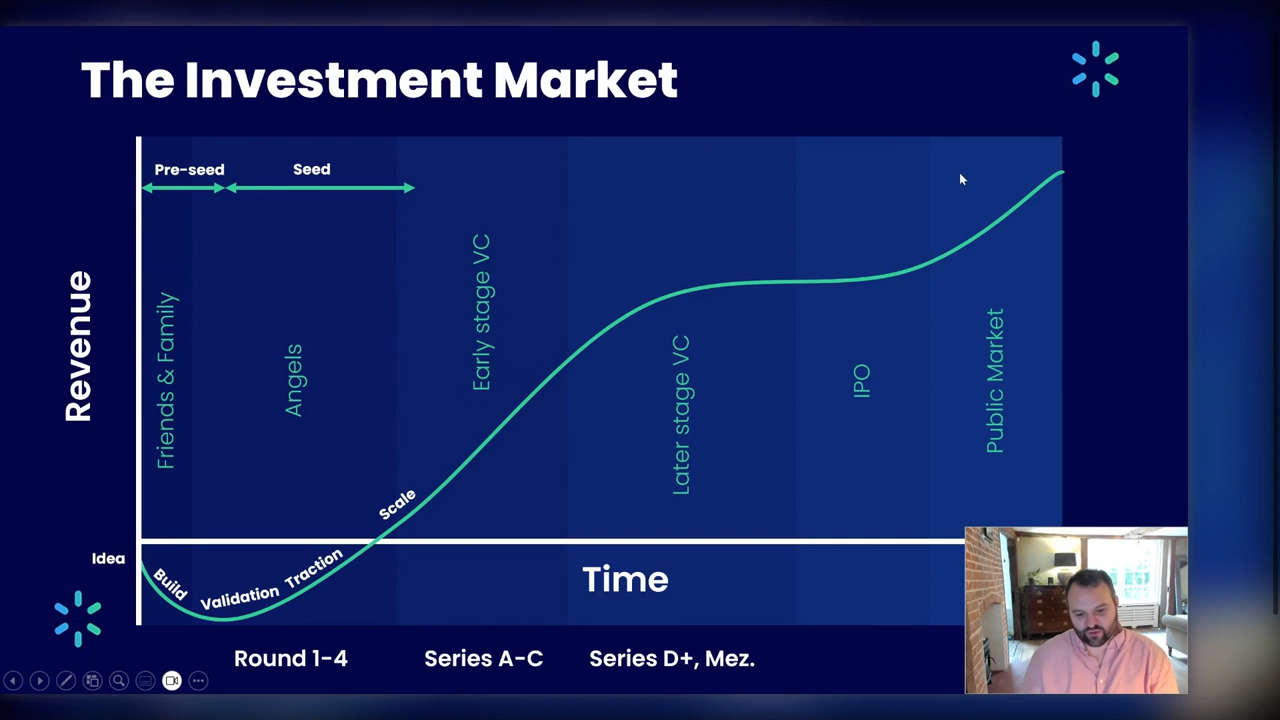 The Investment Market
Pre-seed
Seed
Revenue
Friends & Family
Angels
Early stage VC
Later stage VC
IPO
Public Market
Idea
Build
Validation
Traction
Scale
Time
Round 1-4
Series A-C
Series D+, Mez.